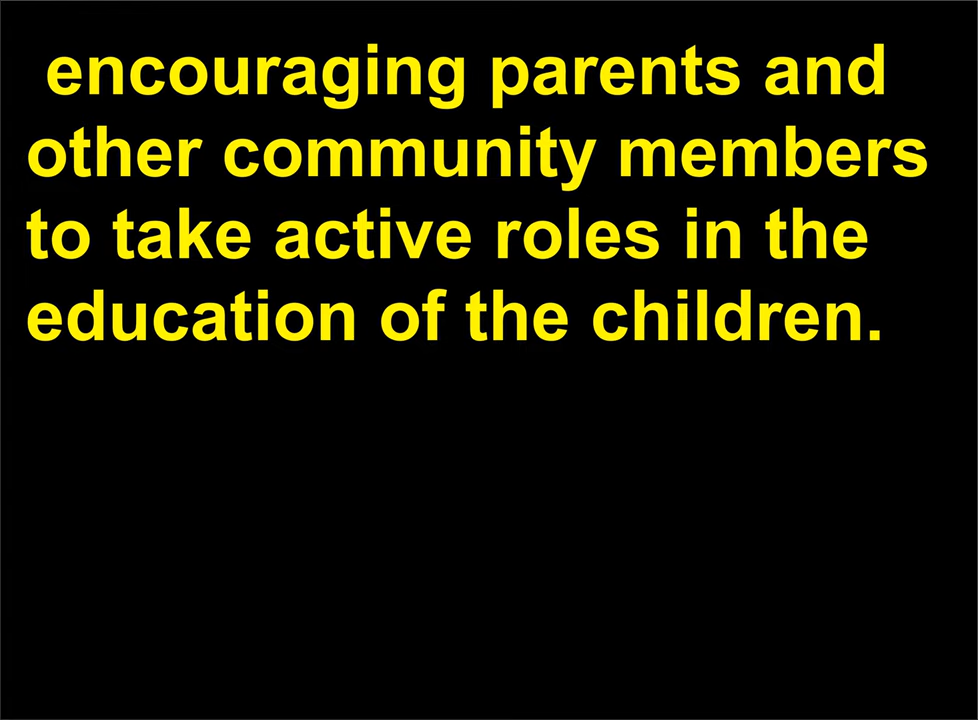 encouraging parents and
other community members
to take active roles in the
education of the children.